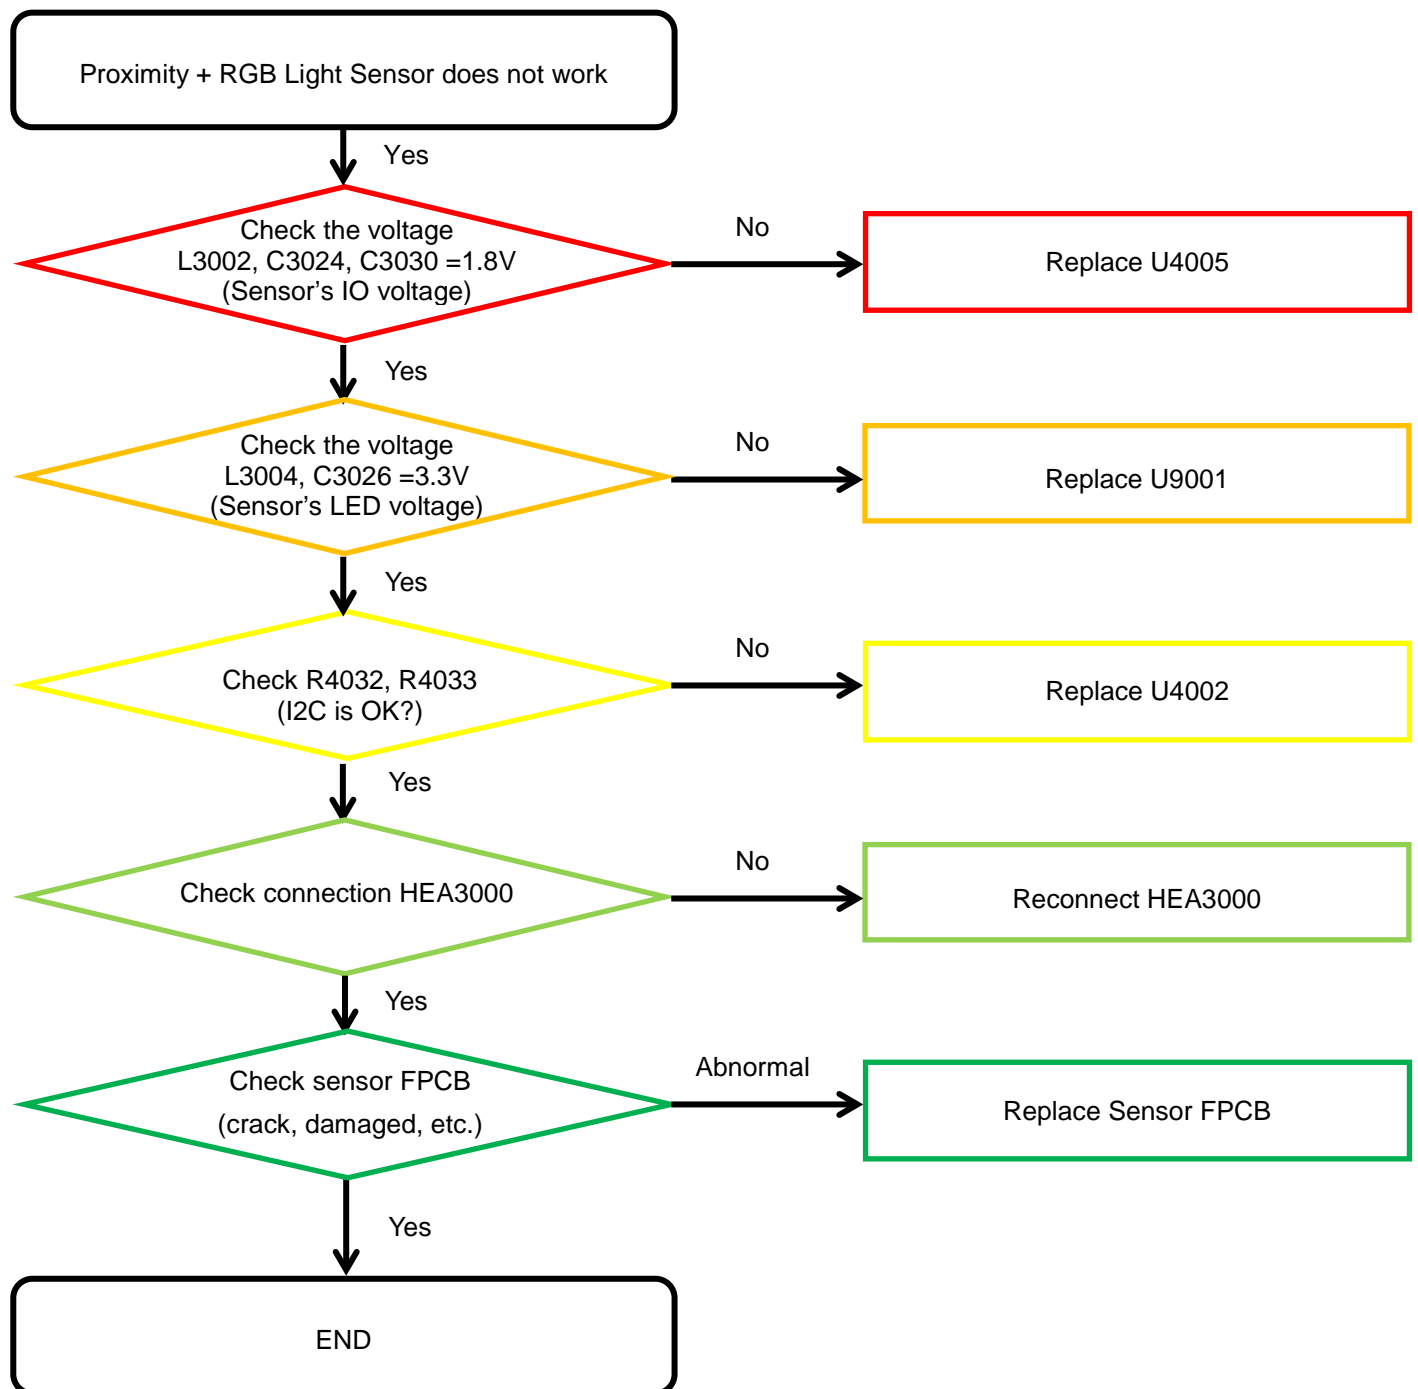 Proximity + RGB Light Sensor does not work
Yes
Check the voltage
L3002, C3024, C3030 =1.8V
(Sensor's IO voltage)
No
Replace U4005
Yes
Check the voltage
L3004, C3026 =3.3V
(Sensor's LED voltage)
No
Replace U9001
Yes
Check R4032, R4033
(I2C is OK?)
No
Replace U4002
Yes
Check connection HEA3000
No
Reconnect HEA3000
Yes
Check sensor FPCB
(crack, damaged, etc.)
Abnormal
Replace Sensor FPCB
Yes
END